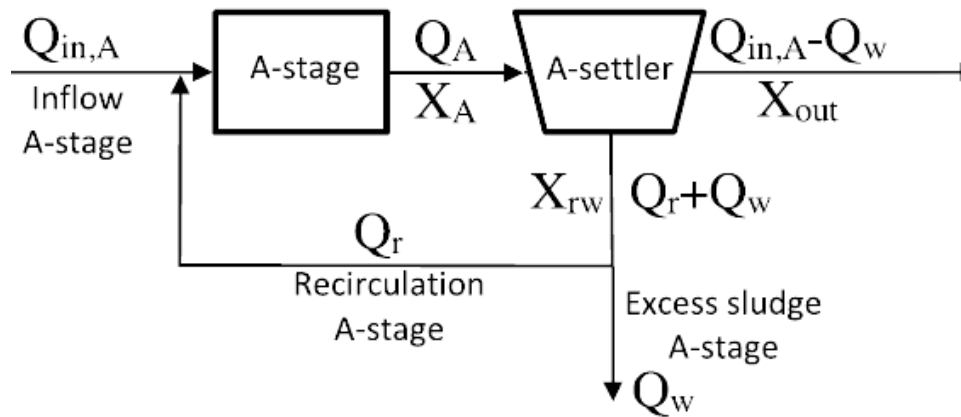 Q_in,A
Inflow
A-stage
A-stage
Q_A
X_A
A-settler
Q_in,A-Q_w
X_out
X_rw
Q_r+Q_w
Q_r
Recirculation
A-stage
Excess sludge
A-stage
Q_w